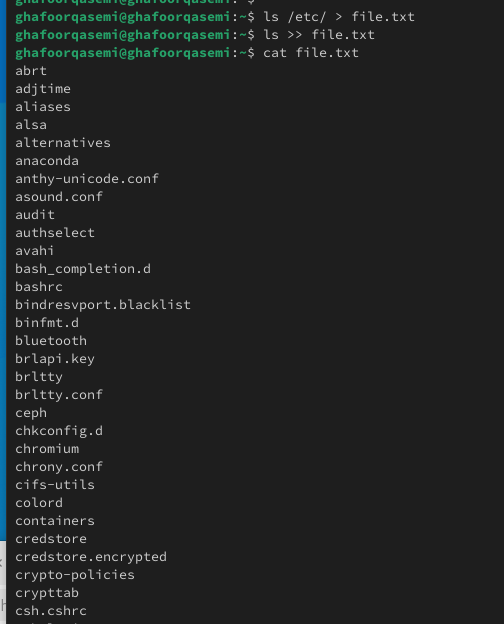 ghafoorqasemi@ghafoorqasemi:~$ ls /etc/ > file.txt
ghafoorqasemi@ghafoorqasemi:~$ ls >> file.txt
ghafoorqasemi@ghafoorqasemi:~$ cat file.txt
abrt
adjtime
aliases
alsa
alternatives
anaconda
anthy-unicode.conf
asound.conf
audit
authselect
avahi
bash_completion.d
bashrc
bindresvport.blacklist
binfmt.d
bluetooth
brlapi.key
brltty
brltty.conf
ceph
chkconfig.d
chromium
chrony.conf
cifs-utils
colord
containers
credstore
credstore.encrypted
crypto-policies
crypttab
csh.cshrc